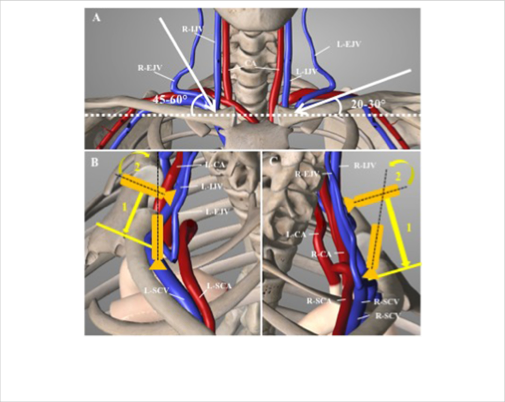 A
R-IJV
L-EJV
CA
L-IJV
R-EJV
45-60°
20-30°
B
2
L-CA
L-IJV
1
L-EJV
L-SCV
L-SCA
C
R-IJV
R-EJV
2
1
L-CA
R-CA
R-SCA
R-SCV
R-SCV